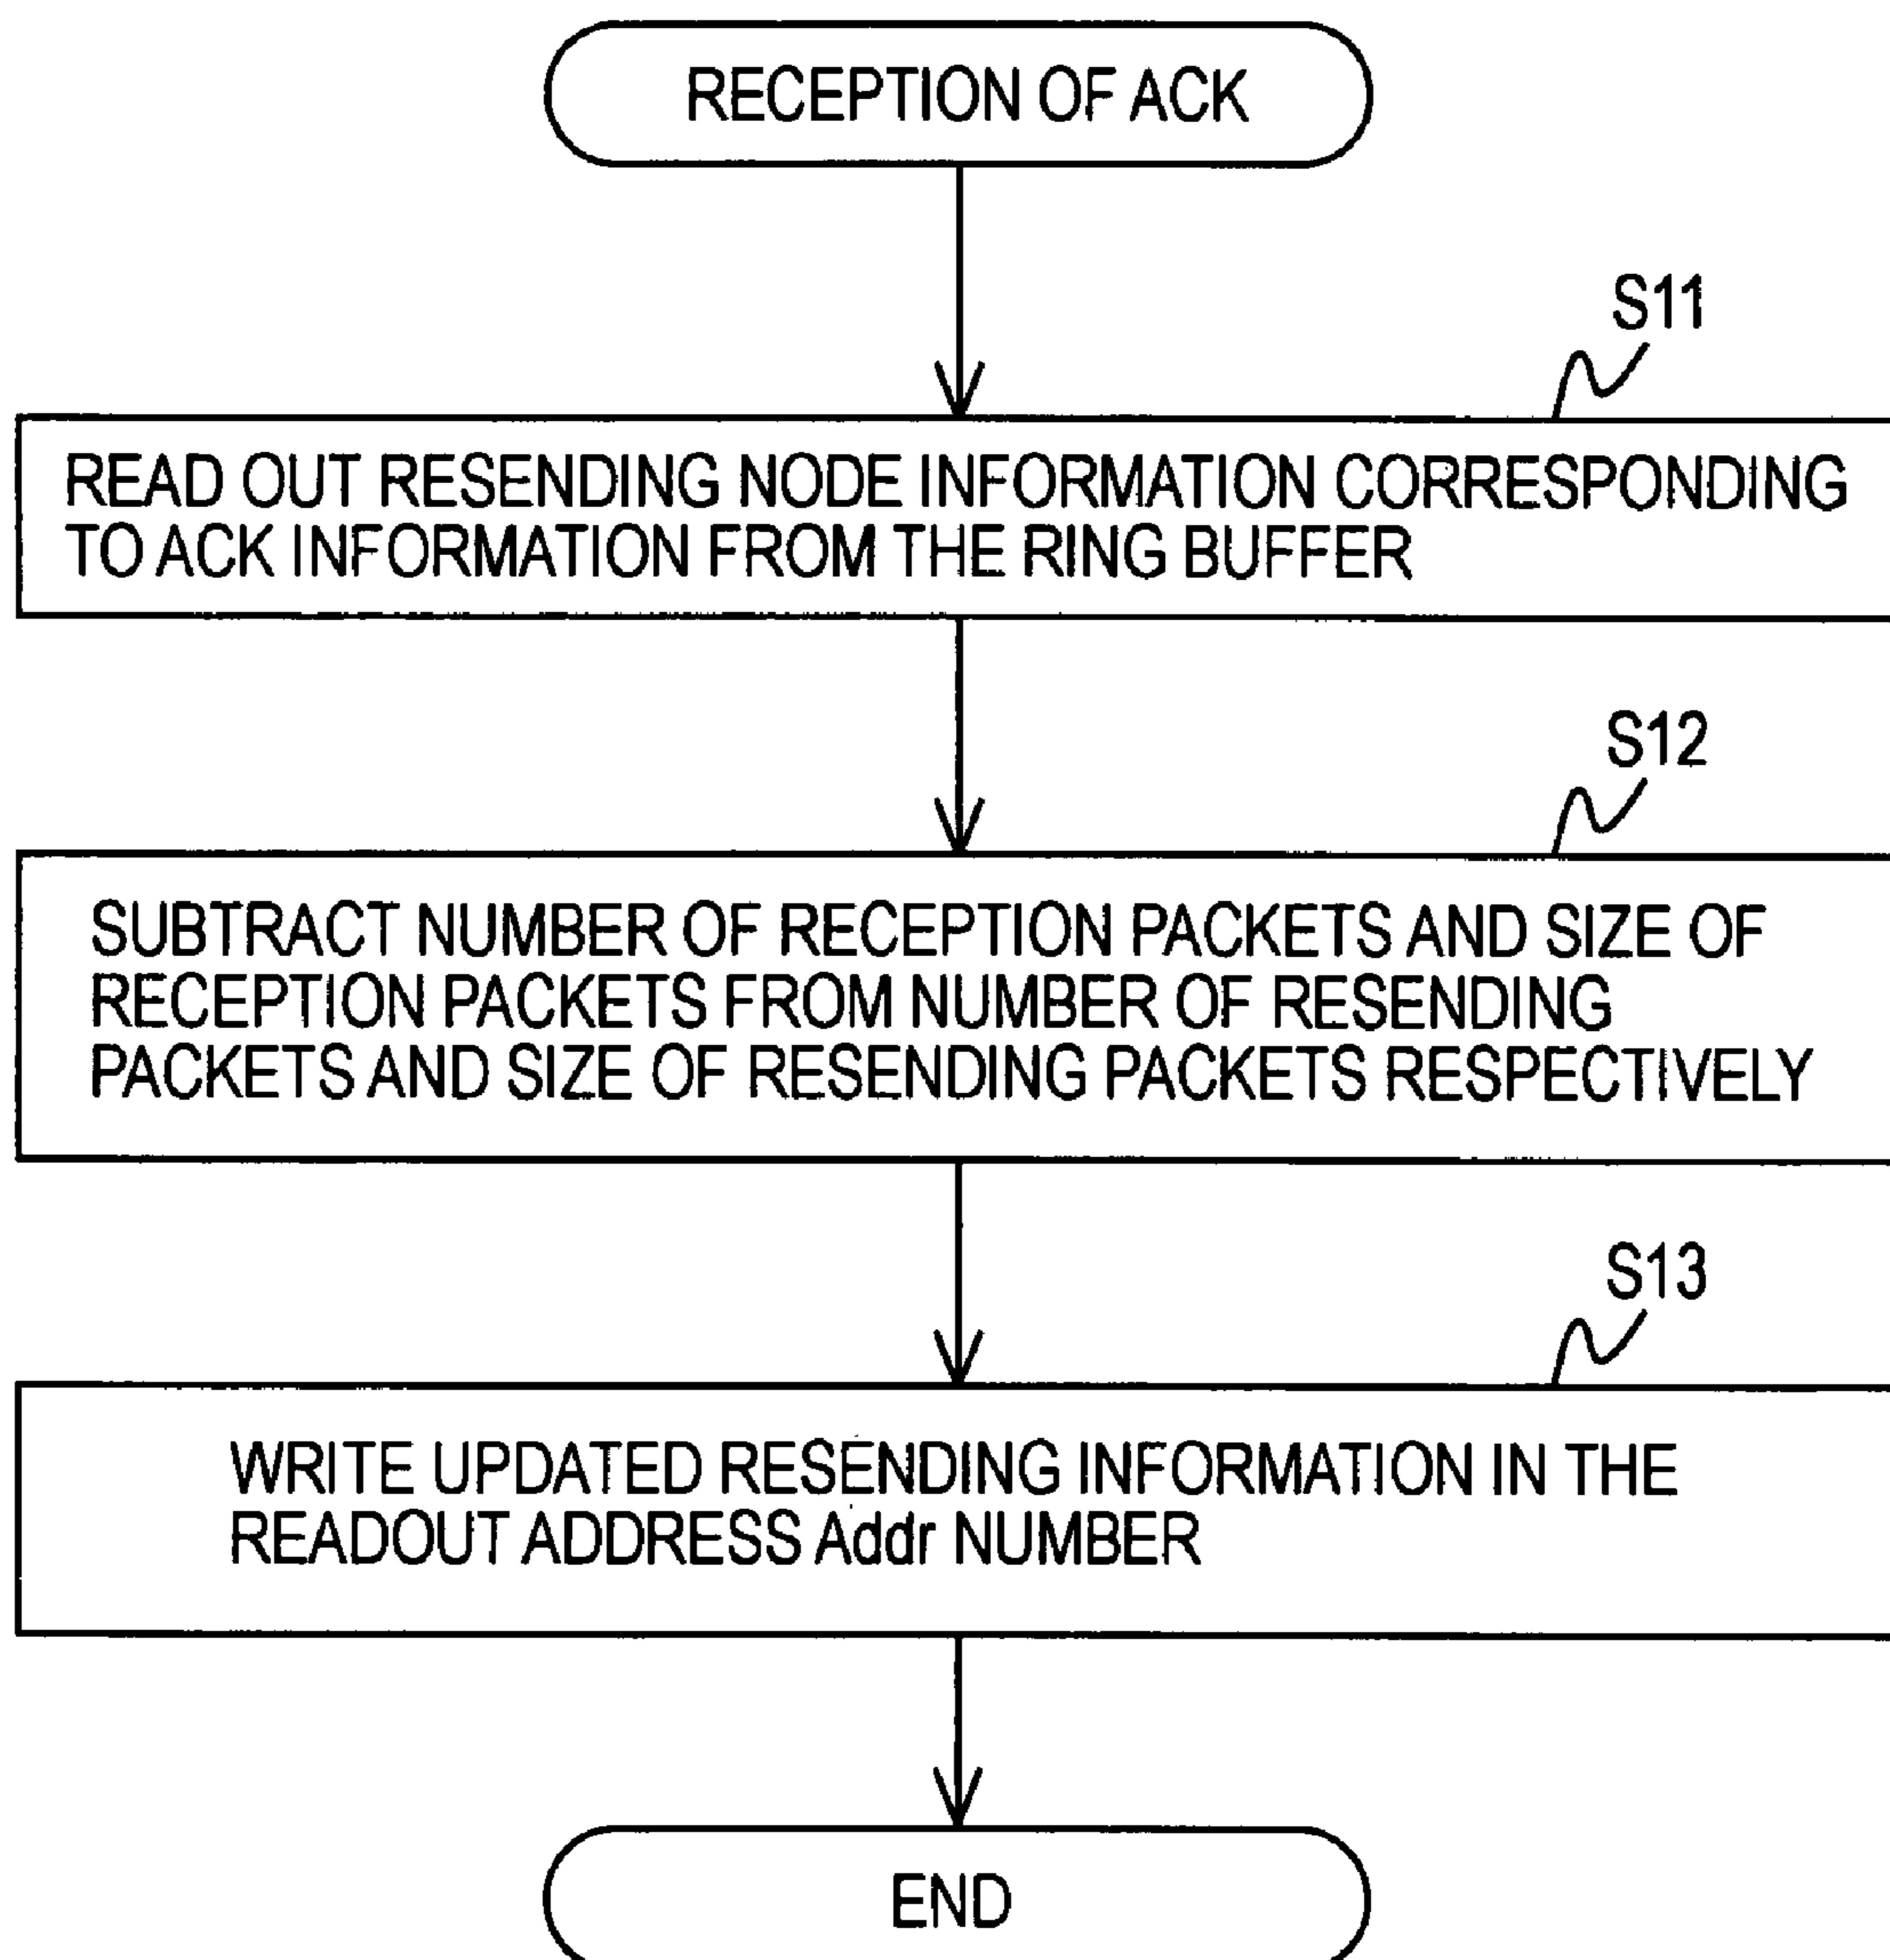 RECEPTION OF ACK
S11
READ OUT RESENDING NODE INFORMATION CORRESPONDING
TO ACK INFORMATION FROM THE RING BUFFER
S12
SUBTRACT NUMBER OF RECEPTION PACKETS AND SIZE OF
RECEPTION PACKETS FROM NUMBER OF RESENDING
PACKETS AND SIZE OF RESENDING PACKETS RESPECTIVELY
S13
WRITE UPDATED RESENDING INFORMATION IN THE
READOUT ADDRESS Addr NUMBER
END